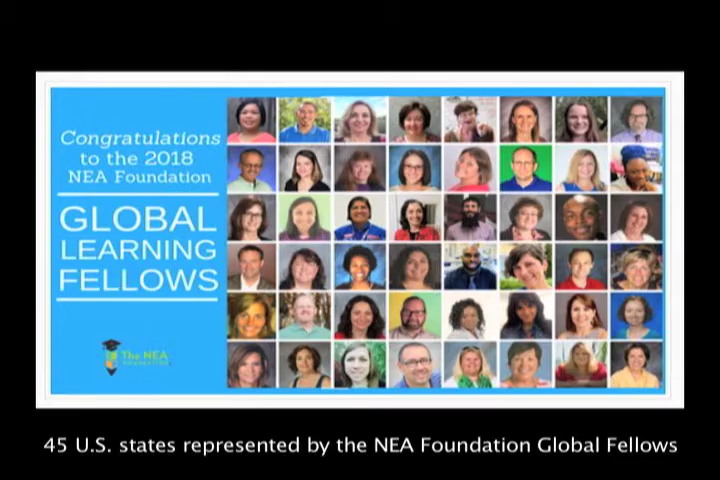 Congratulations
to the 2018
NEA Foundation
GLOBAL
LEARNING
FELLOWS
The NEA
FOUNDATION
45 U.S. states represented by the NEA Foundation Global Fellows